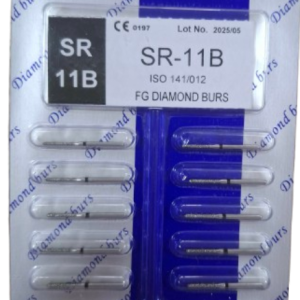 SR
11B
CE 0197 Lot No. 2025/05
SR-11B
ISO 141/012
FG DIAMOND BURS
Diamond burs
Diamond burs
Diamond burs
Diamond burs